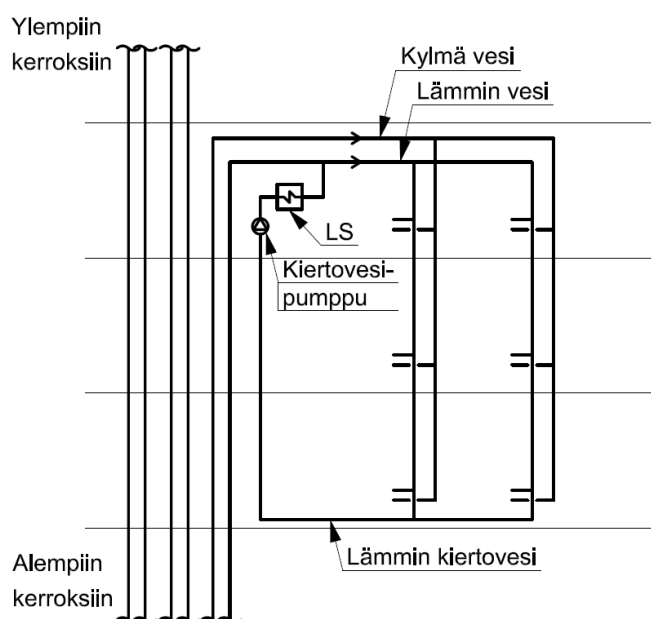 Ylempiin
kerroksiin
Kylmä vesi
Lämmin vesi
LS
Kiertovesi-
pumppu
Lämmin kiertovesi
Alempiin
kerroksiin